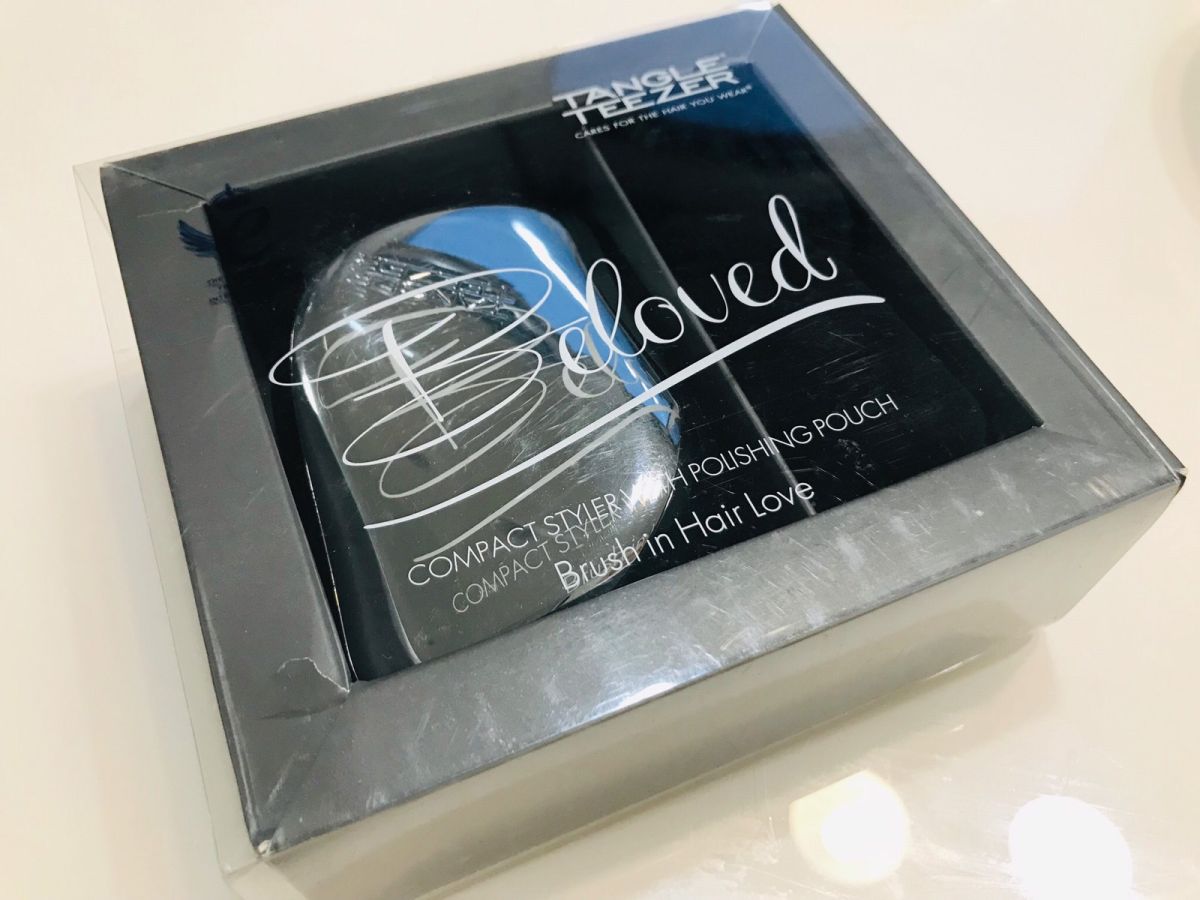 TANGLE
TEEZER®
CARES FOR THE HAIR YOU WEAR®
Beloved
COMPACT STYLER WITH POLISHING POUCH
Brush in Hair Love